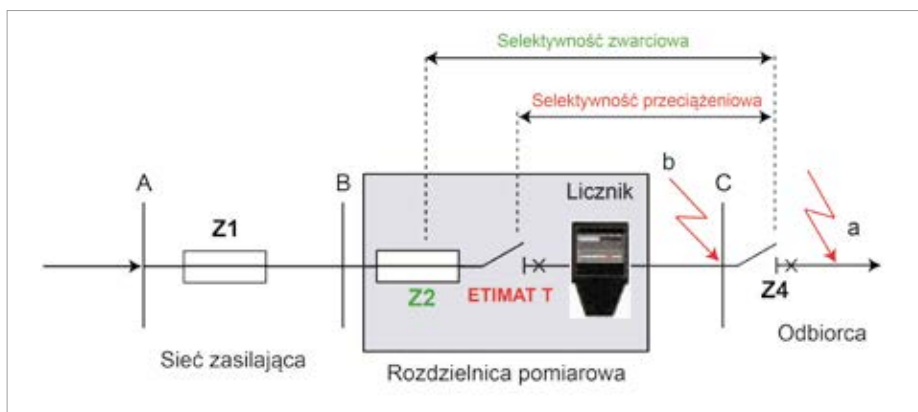 Selektywność zwarciowa
Selektywność przeciążeniowa
A
B
b
C
Licznik
a
Z1
Z2
ETIMAT T
Z4
Sieć zasilająca
Rozdzielnica pomiarowa
Odbiorca